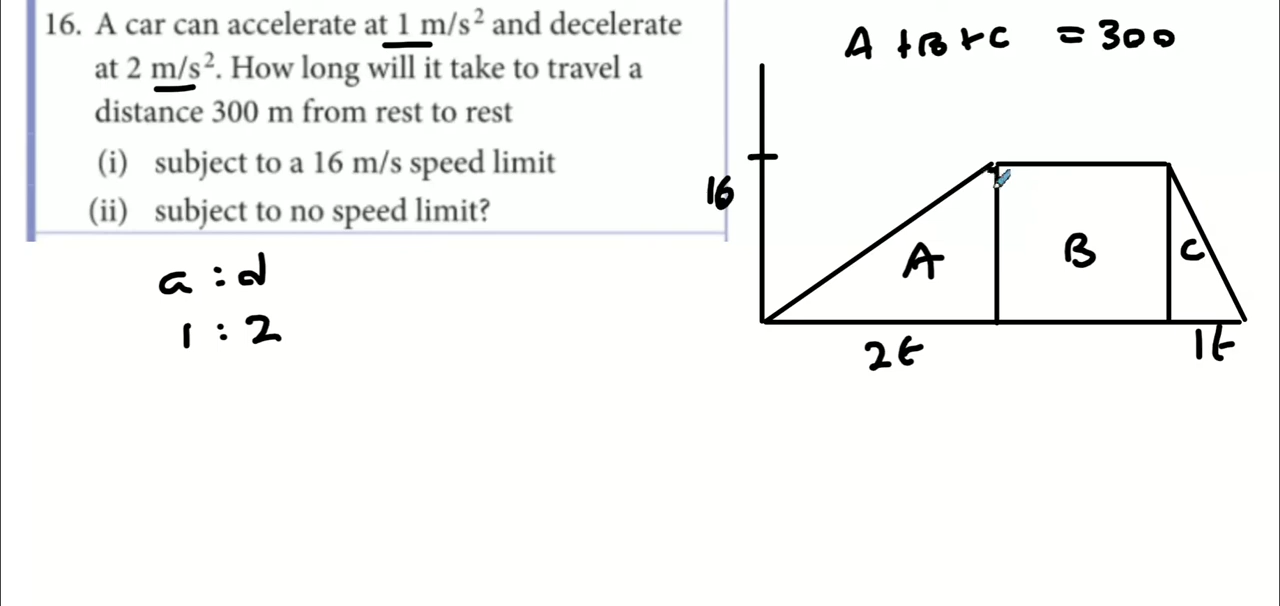 16. A car can accelerate at 1 m/s² and decelerate
at 2 m/s². How long will it take to travel a
distance 300 m from rest to rest
(i) subject to a 16 m/s speed limit
(ii) subject to no speed limit?
a : d
1 : 2
A + B + C = 300
16
A
B
C
2t
1t